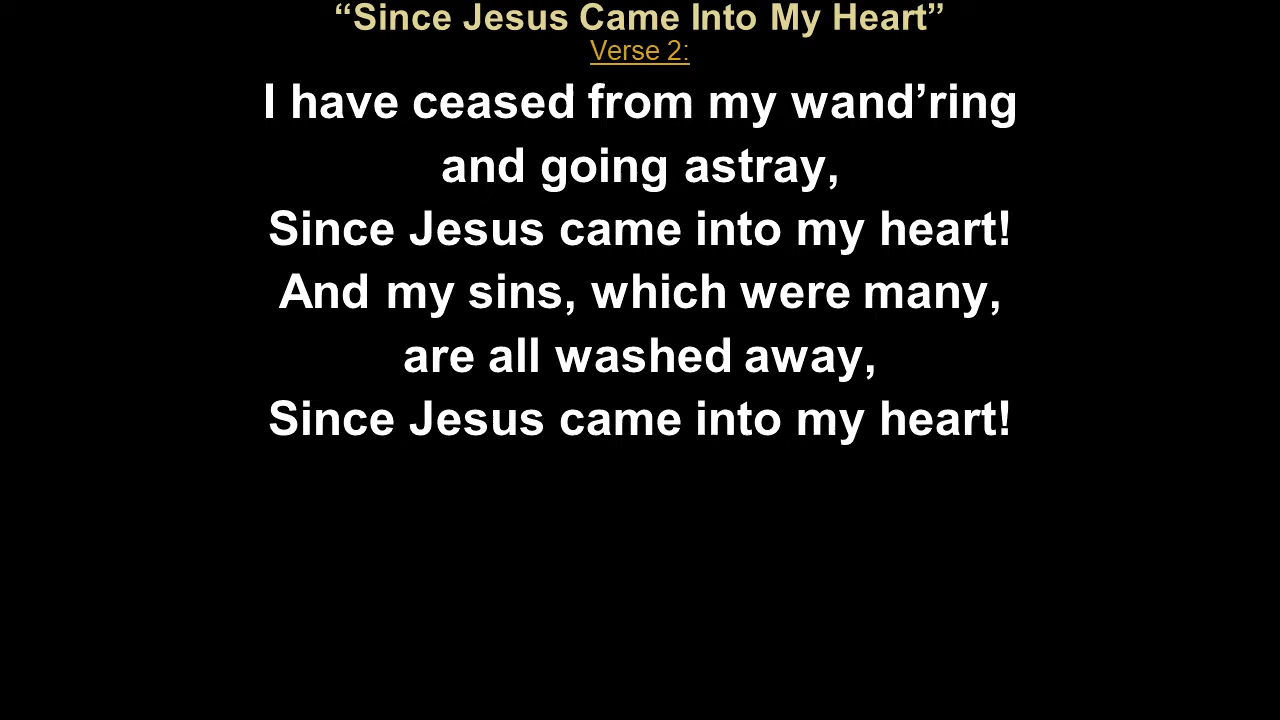 “Since Jesus Came Into My Heart”
Verse 2:
I have ceased from my wand’ring
and going astray,
Since Jesus came into my heart!
And my sins, which were many,
are all washed away,
Since Jesus came into my heart!